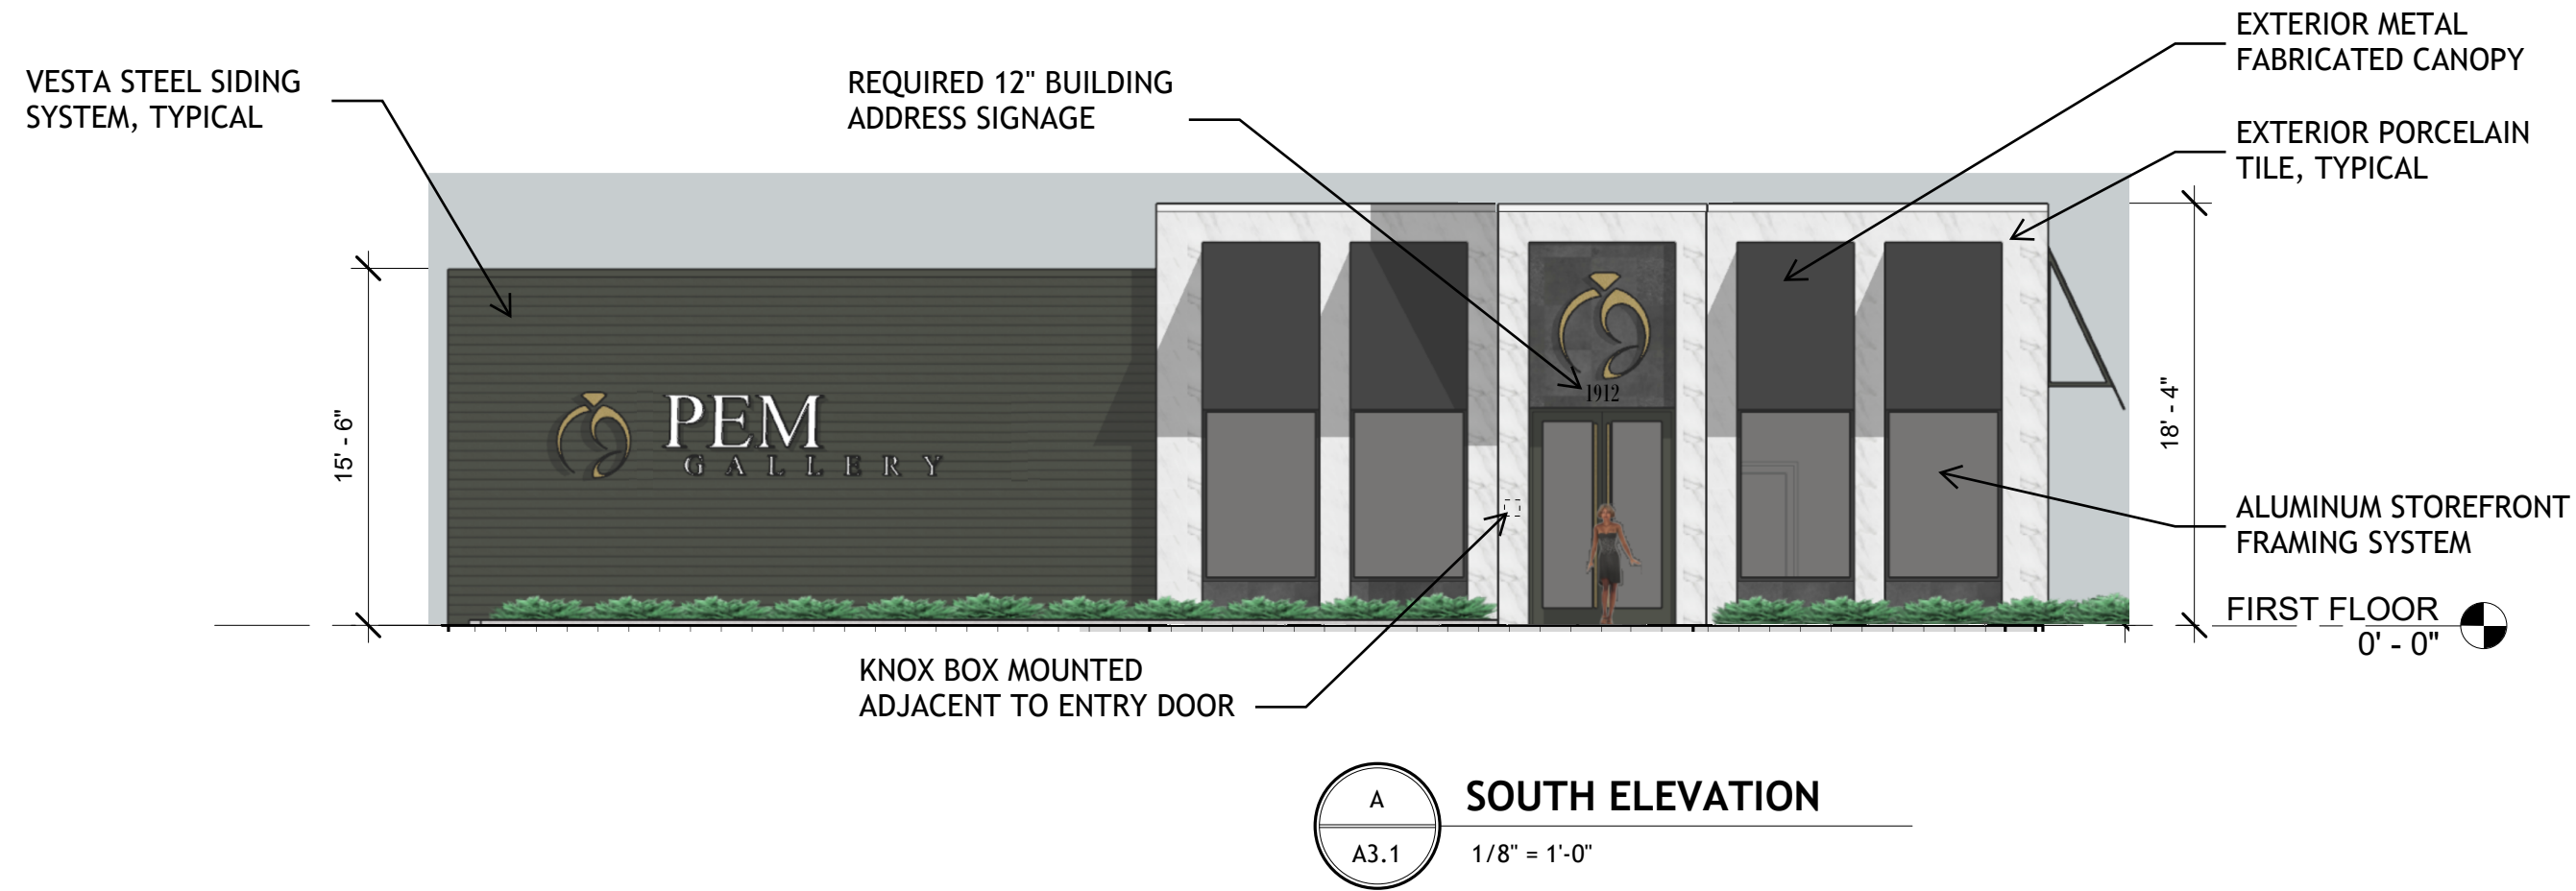 EXTERIOR METAL
FABRICATED CANOPY
VESTA STEEL SIDING
SYSTEM, TYPICAL
REQUIRED 12" BUILDING
ADDRESS SIGNAGE
EXTERIOR PORCELAIN
TILE, TYPICAL
15' - 6"
PEM
GALLERY
1912
18' - 4"
ALUMINUM STOREFRONT
FRAMING SYSTEM
FIRST FLOOR
0' - 0"
KNOX BOX MOUNTED
ADJACENT TO ENTRY DOOR
A
A3.1
SOUTH ELEVATION
1/8" = 1'-0"